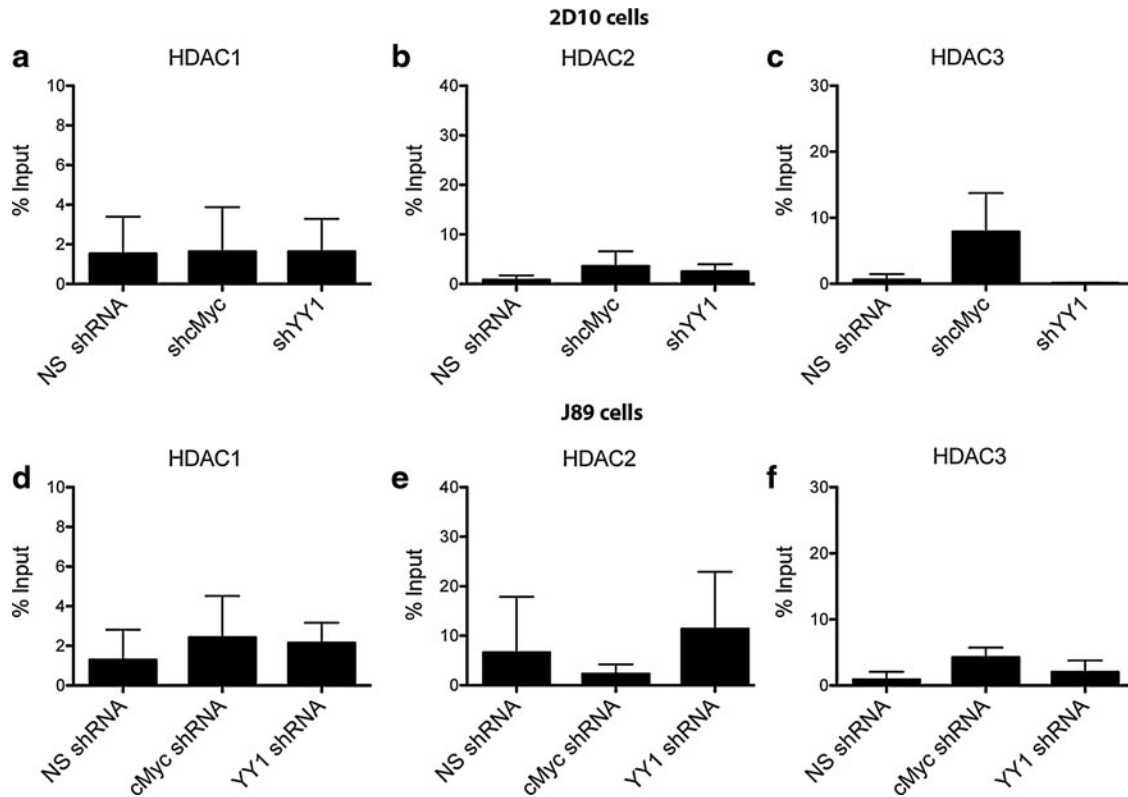 2D10 cells
a
HDAC1
% Input
10
8
6
4
2
0
NS shRNA
shcMyc
shYY1
b
HDAC2
% Input
40
30
20
10
0
NS shRNA
shcMyc
shYY1
c
HDAC3
% Input
30
20
10
0
NS shRNA
shcMyc
shYY1
J89 cells
d
HDAC1
% Input
10
8
6
4
2
0
NS shRNA
cMyc shRNA
YY1 shRNA
e
HDAC2
% Input
40
30
20
10
0
NS shRNA
cMyc shRNA
YY1 shRNA
f
HDAC3
% Input
30
20
10
0
NS shRNA
cMyc shRNA
YY1 shRNA